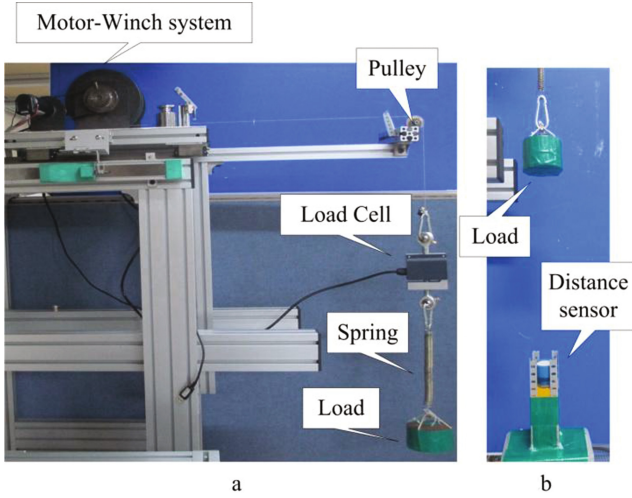 Motor-Winch system
Pulley
Load Cell
Spring
Load
Load
Distance
sensor
a
b